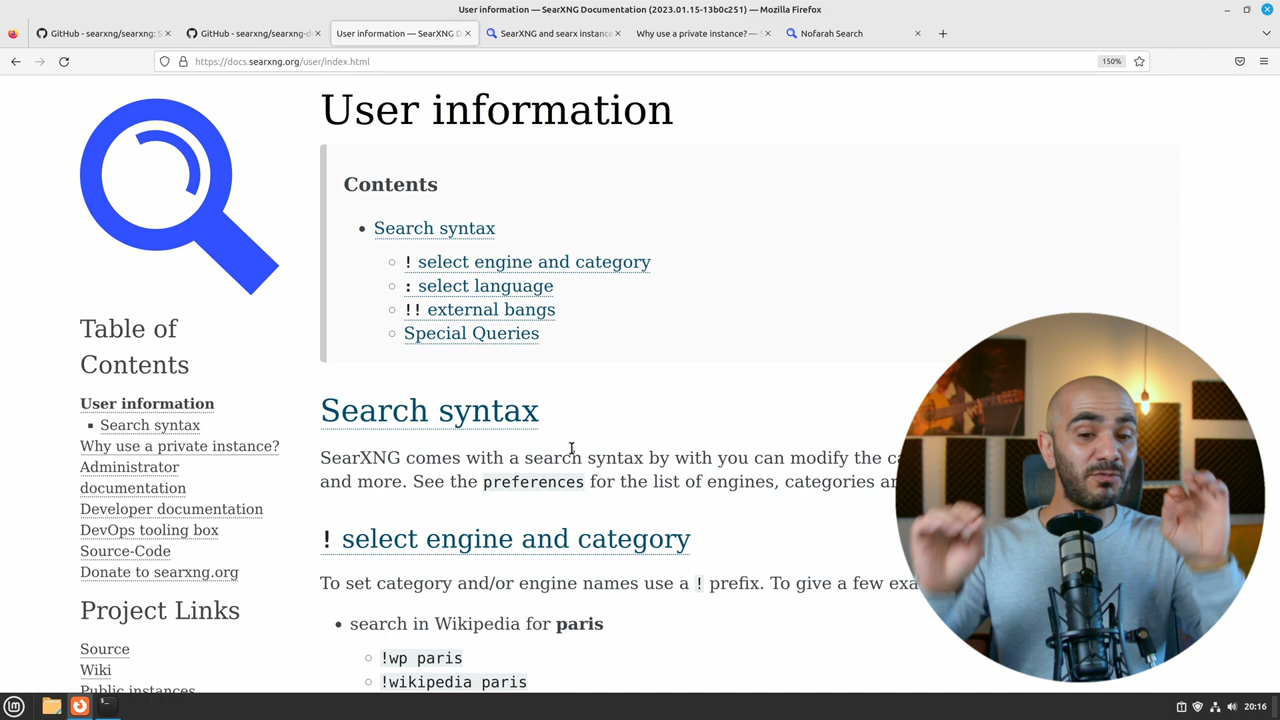 User information — SearXNG Documentation (2023.01.15-13b0c251) — Mozilla Firefox
GitHub - searxng/searxng: S
GitHub - searxng/searxng-d
User information — SearXNG D
SearXNG and searx instance
Why use a private instance? — S
Nofarah Search
https://docs.searxng.org/user/index.html
150%
User information
Contents
Search syntax
! select engine and category
: select language
!! external bangs
Special Queries
Table of
Contents
User information
Search syntax
Why use a private instance?
Administrator
documentation
Developer documentation
DevOps tooling box
Source-Code
Donate to searxng.org
Project Links
Source
Wiki
Public instances
Search syntax
SearXNG comes with a search syntax by with you can modify the ca
and more. See the preferences for the list of engines, categories an
! select engine and category
To set category and/or engine names use a ! prefix. To give a few exa
search in Wikipedia for paris
!wp paris
!wikipedia paris
20:16